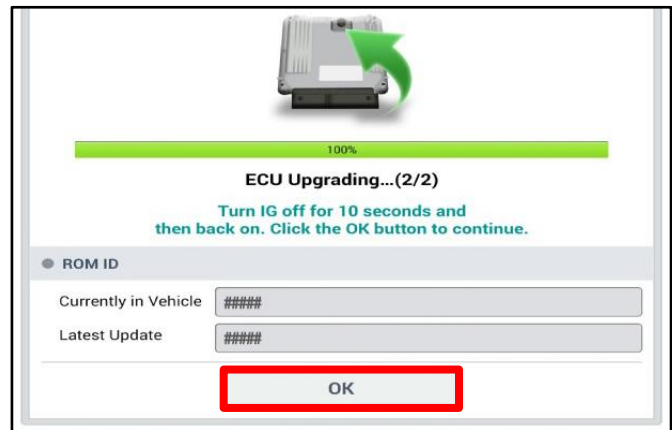 100%
ECU Upgrading...(2/2)
Turn IG off for 10 seconds and
then back on. Click the OK button to continue.
ROM ID
Currently in Vehicle #####
Latest Update #####
OK